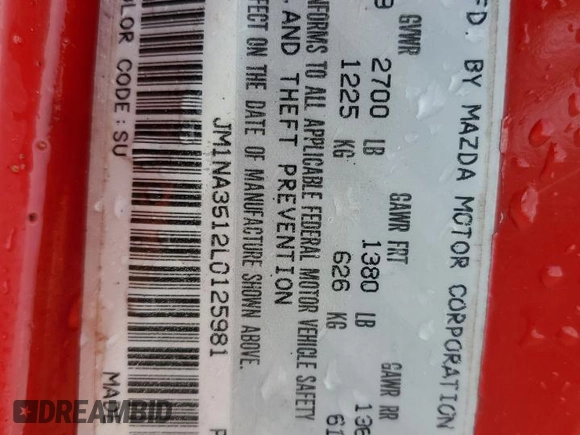 FD. BY MAZDA MOTOR CORPORATION
GVWR GAWR FRT GAWR RR
2700 LB 1380 LB
1225 KG 626 KG
NFORMS TO ALL APPLICABLE FEDERAL MOTOR VEHICLE SAFETY
AND THEFT PREVENTION
FECT ON THE DATE OF MANUFACTURE SHOWN ABOVE.
JM1NA3512L0125981
OLOR CODE:SU
DREAMBID